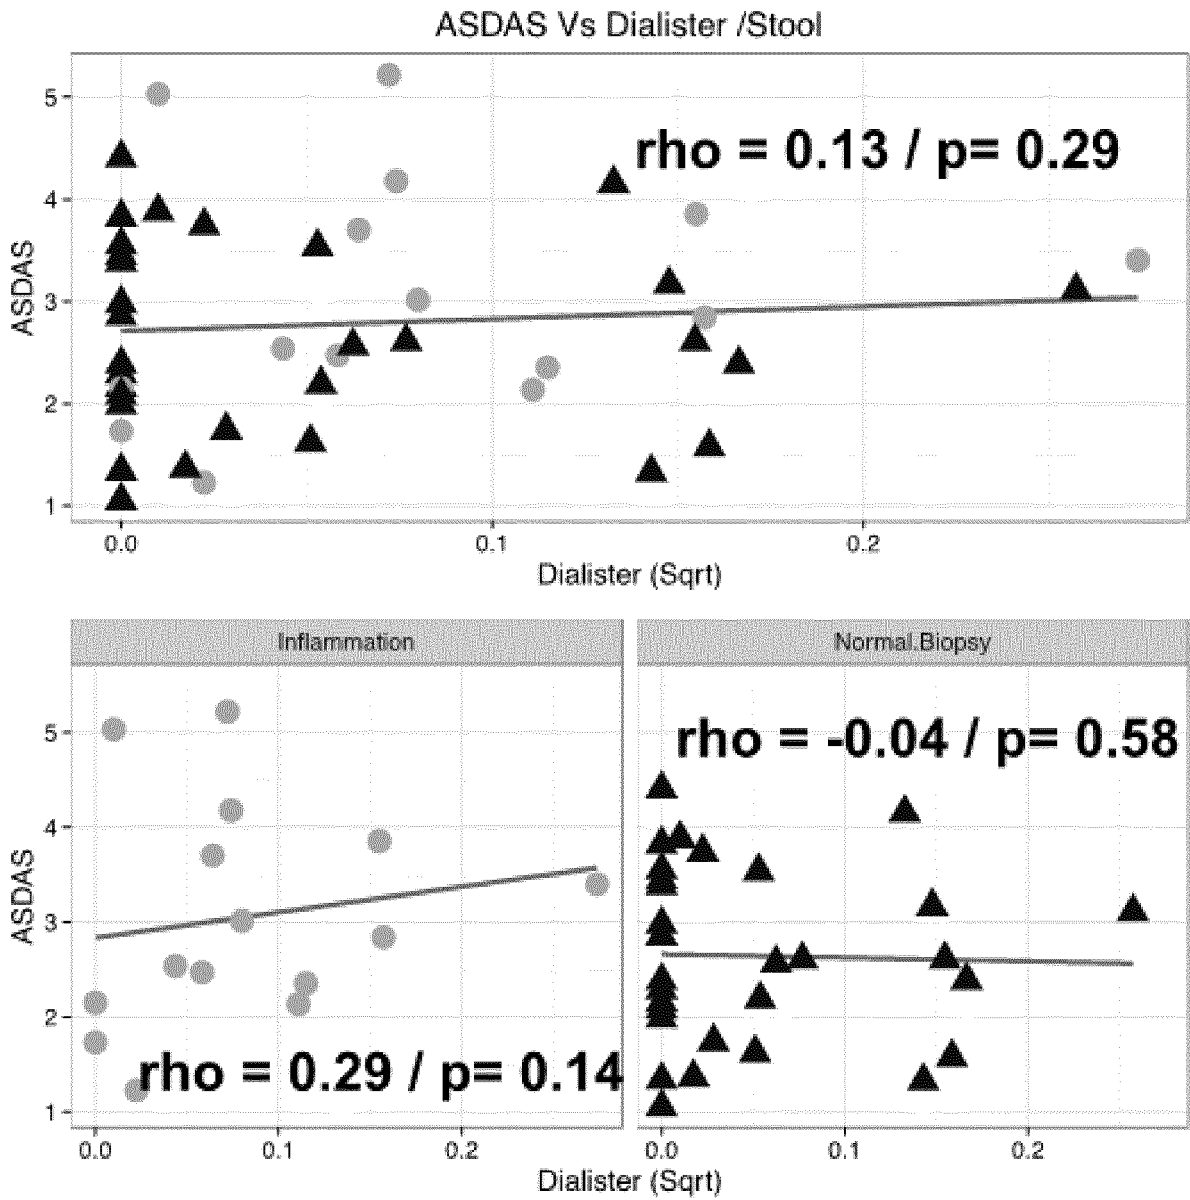 ASDAS Vs Dialister /Stool
5
4
3
2
1
ASDAS
rho = 0.13 / p= 0.29
0.0 0.1 0.2
Dialister (Sqrt)
Inflammation
Normal.Biopsy
5
4
3
2
1
ASDAS
rho = 0.29 / p= 0.14
rho = -0.04 / p= 0.58
0.0 0.1 0.2
0.0 0.1 0.2
Dialister (Sqrt)